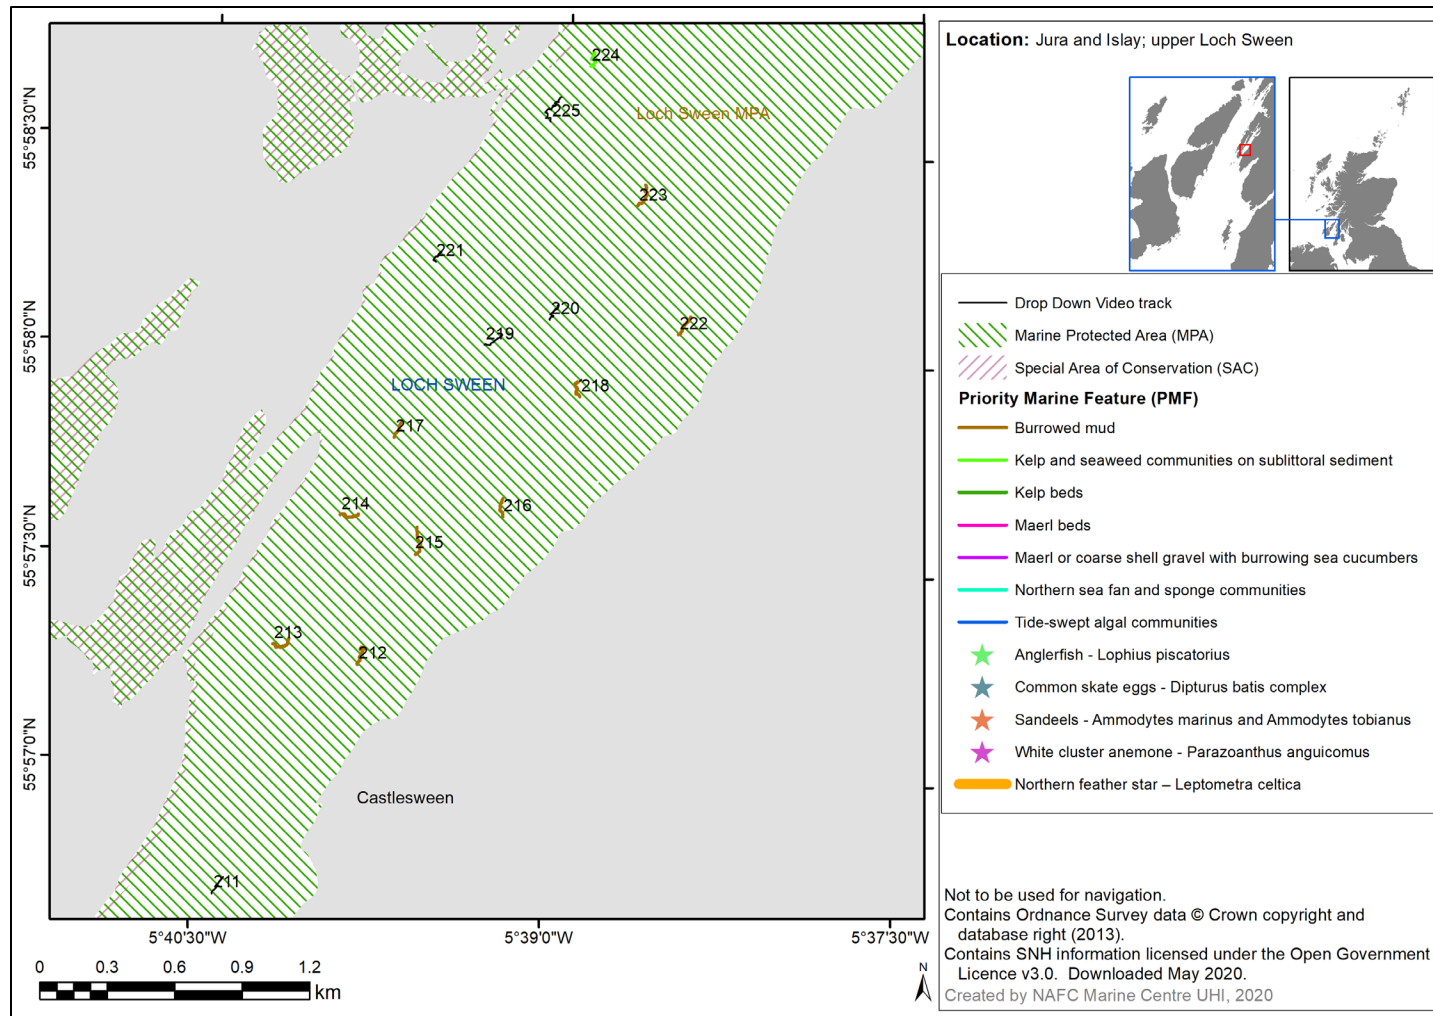 224
225
Loch Sween MPA
223
221
220
219
222
LOCH SWEEN
218
217
214
216
215
213
212
Castlesween
211
55°58'30"N
55°58'0"N
55°57'30"N
55°57'0"N
5°40'30"W
5°39'0"W
5°37'30"W
0 0.3 0.6 0.9 1.2
km
N
Location: Jura and Islay; upper Loch Sween
Drop Down Video track
Marine Protected Area (MPA)
Special Area of Conservation (SAC)
Priority Marine Feature (PMF)
Burrowed mud
Kelp and seaweed communities on sublittoral sediment
Kelp beds
Maerl beds
Maerl or coarse shell gravel with burrowing sea cucumbers
Northern sea fan and sponge communities
Tide-swept algal communities
Anglerfish - Lophius piscatorius
Common skate eggs - Dipturus batis complex
Sandeels - Ammodytes marinus and Ammodytes tobianus
White cluster anemone - Parazoanthus anguicomus
Northern feather star – Leptometra celtica
Not to be used for navigation.
Contains Ordnance Survey data © Crown copyright and
database right (2013).
Contains SNH information licensed under the Open Government
Licence v3.0.  Downloaded May 2020.
Created by NAFC Marine Centre UHI, 2020